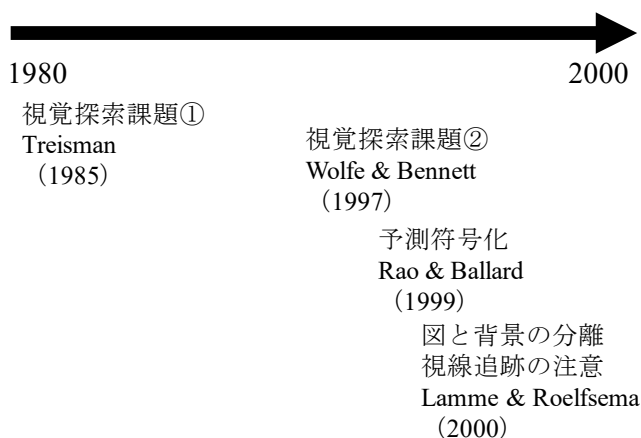 1980
2000
視覚探索課題①
Treisman
（1985）
視覚探索課題②
Wolfe & Bennett
（1997）
予測符号化
Rao & Ballard
（1999）
図と背景の分離
視線追跡の注意
Lamme & Roelfsema
（2000）